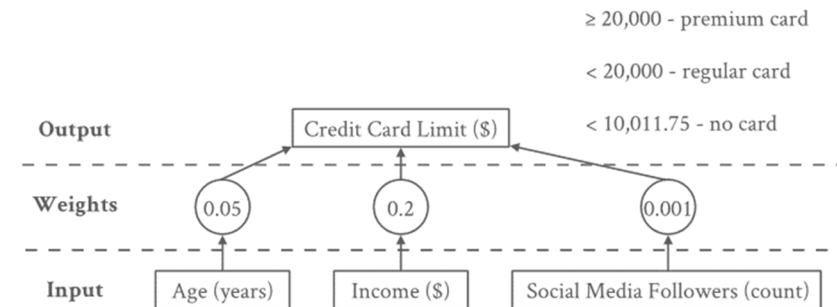 ≥ 20,000 - premium card
< 20,000 - regular card
Output Credit Card Limit ($) < 10,011.75 - no card
Weights 0.05 0.2 0.001
Input Age (years) Income ($) Social Media Followers (count)